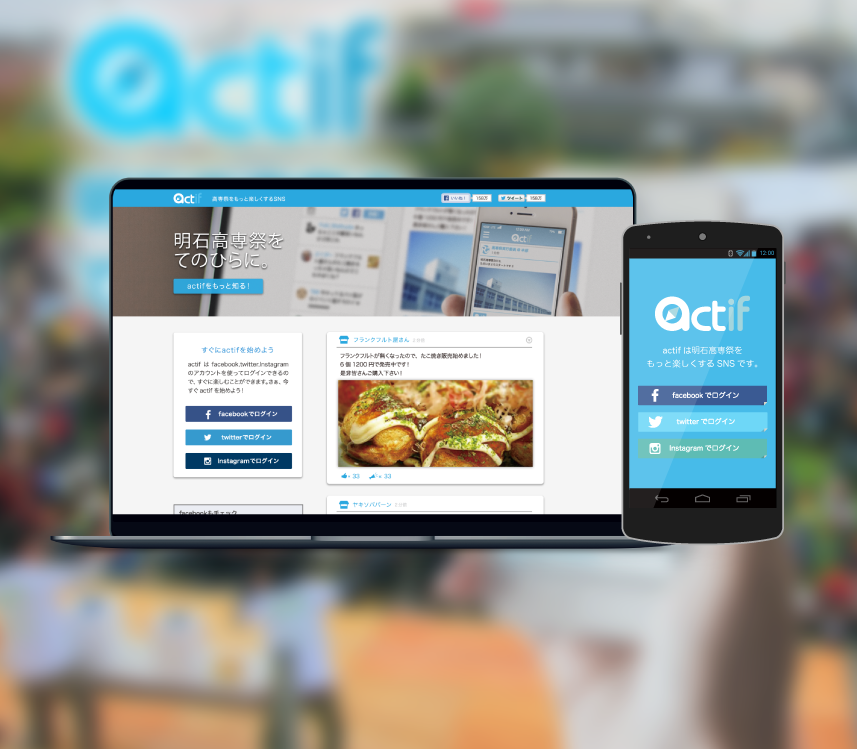 actif
actif
高専祭をもっと楽しくするSNS
いいね！
150万
ツイート
150万
明石高専祭を
てのひらに。
actifをもっと知る！
actif
すぐにactifを始めよう
actif は facebook,twitter,instagram
のアカウントを使ってログインできるの
で、すぐに楽しむことができます。さぁ、今
すぐ actif を始めよう！
facebookでログイン
twitterでログイン
instagramでログイン
facebookもチェック
フランクフルト屋さん 2分前
フランクフルトが無くなったので、たこ焼き販売始めました！
6 個 1200 円で発売中です！
是非皆さんご購入下さい！
33
+ 33
ヤキソバパーン 2分前
12:00
actif
actif は明石高専祭を
もっと楽しくする SNS です。
facebook でログイン
twitter でログイン
Instagram でログイン